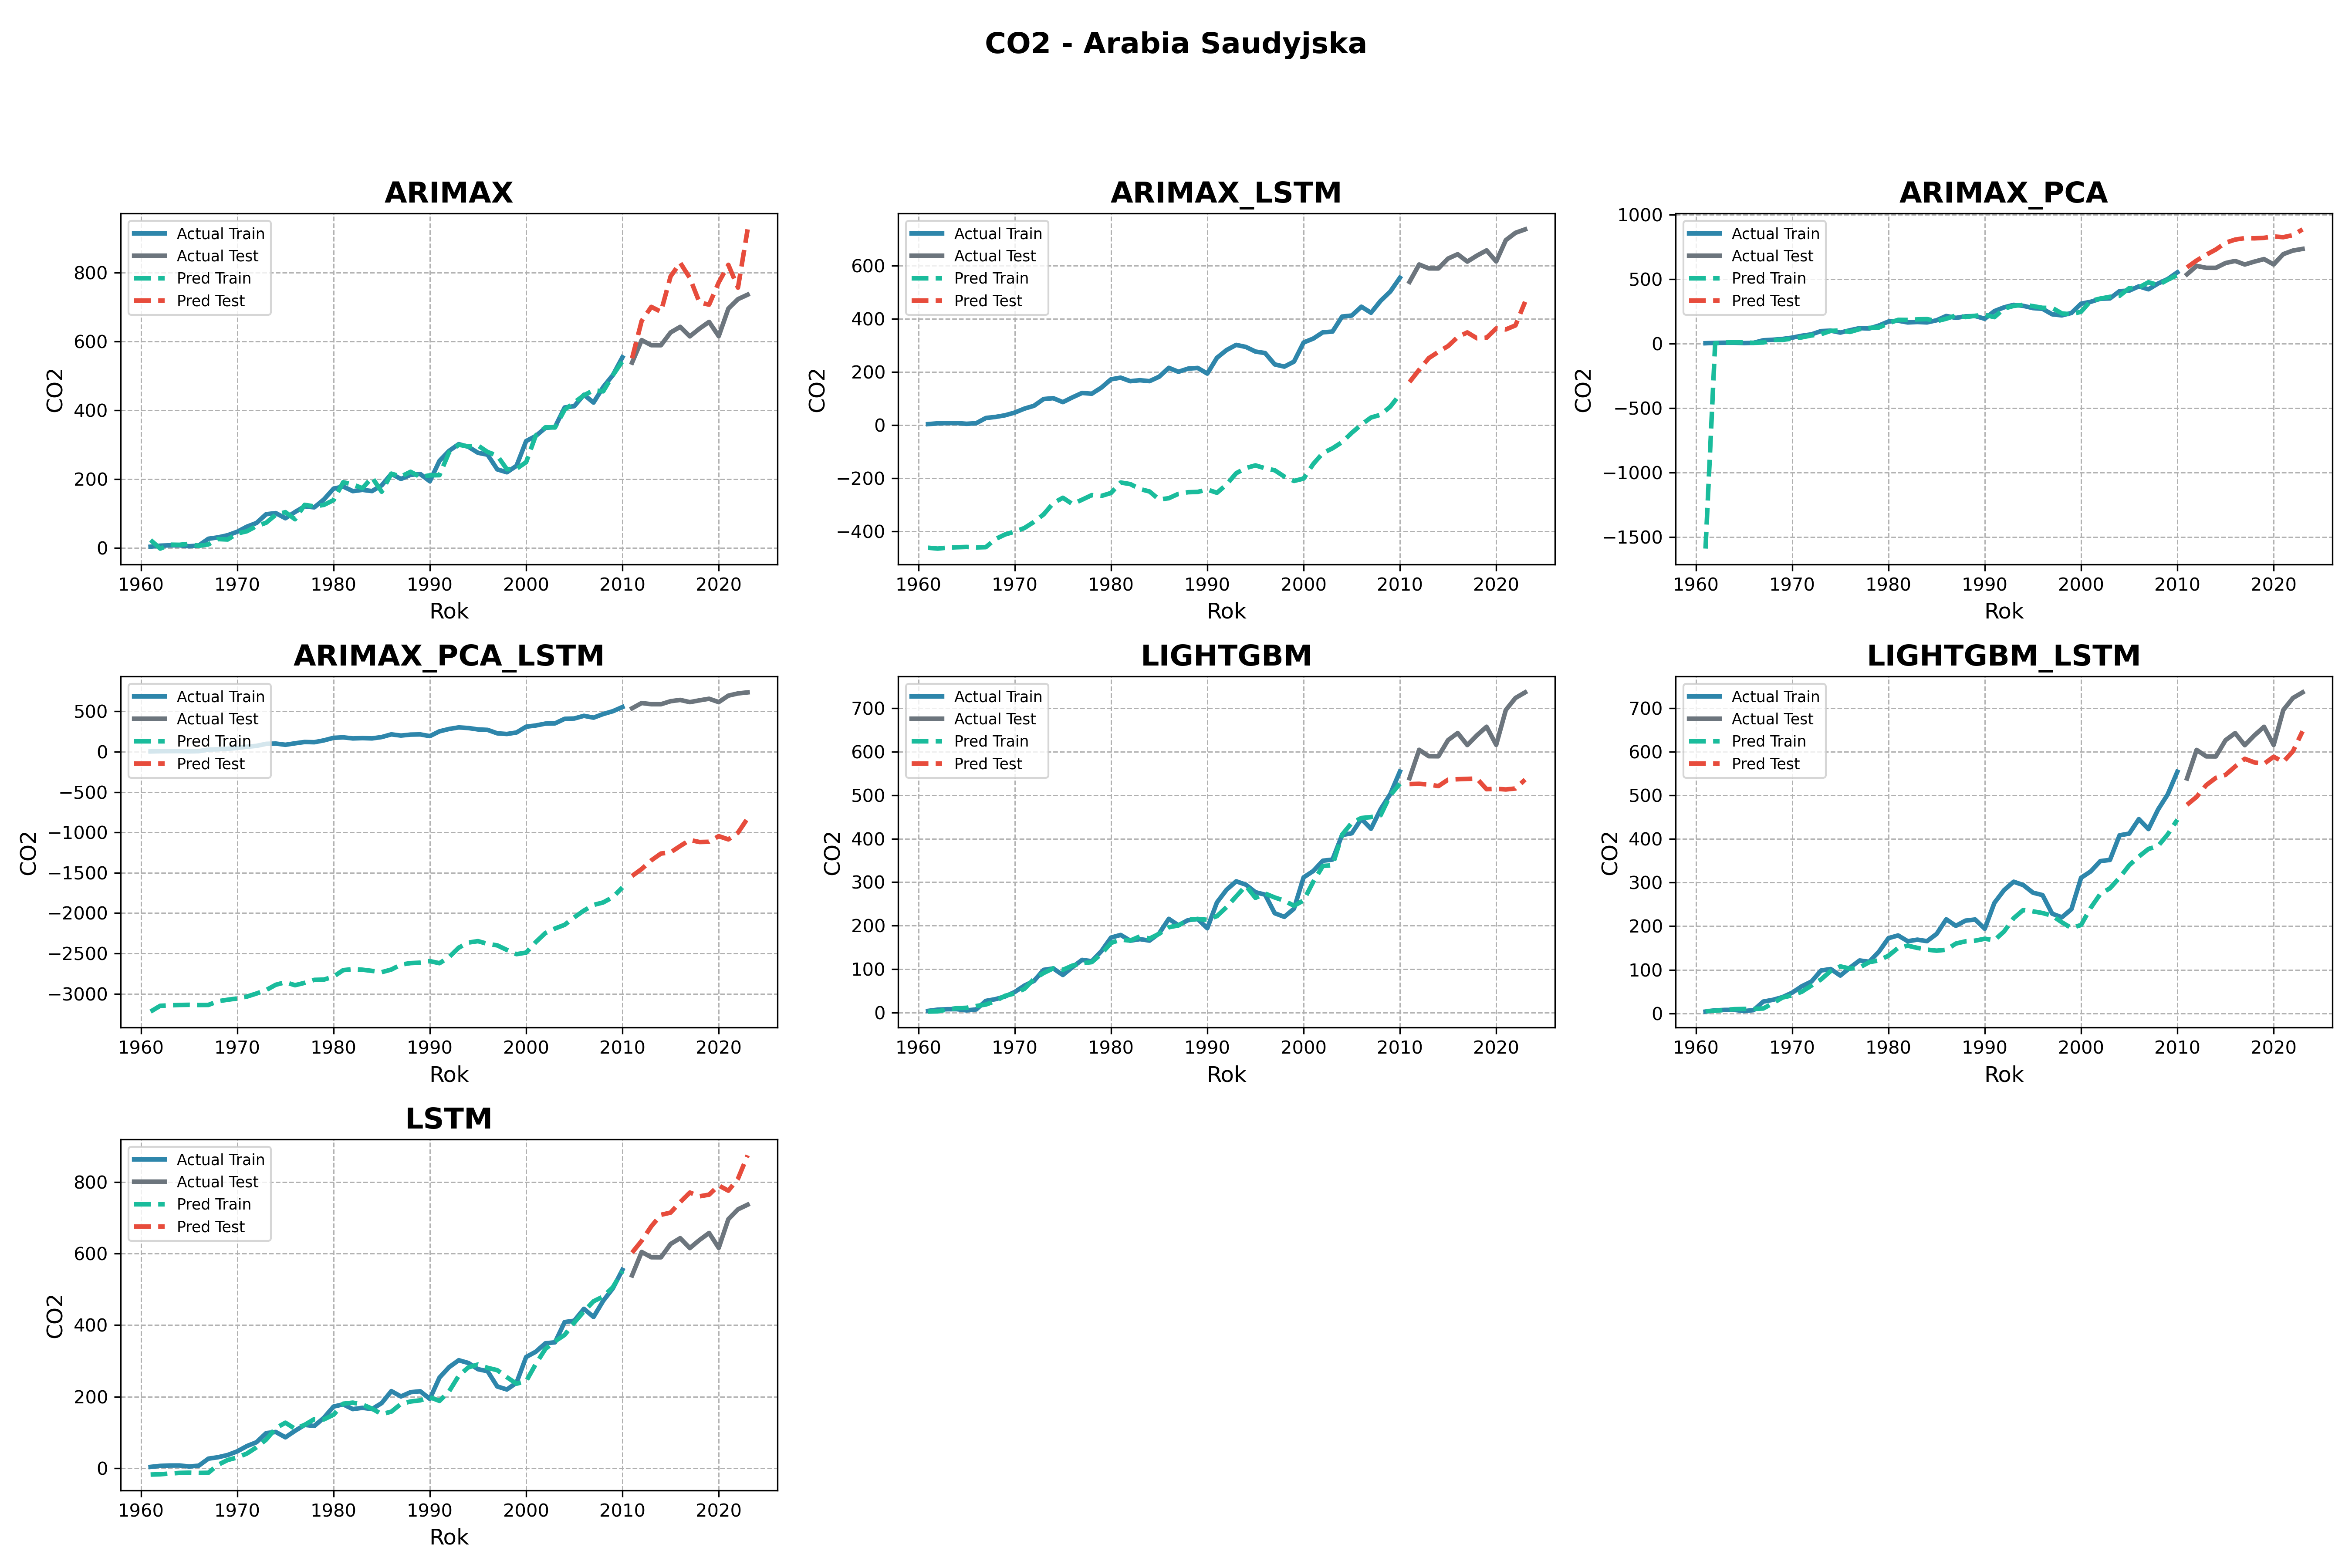 CO2 - Arabia Saudyjska
ARIMAX
Actual Train
Actual Test
Pred Train
Pred Test
800
600
400
200
0
CO2
1960 1970 1980 1990 2000 2010 2020
Rok
ARIMAX_LSTM
Actual Train
Actual Test
Pred Train
Pred Test
600
400
200
0
−200
−400
CO2
1960 1970 1980 1990 2000 2010 2020
Rok
ARIMAX_PCA
Actual Train
Actual Test
Pred Train
Pred Test
1000
500
0
−500
−1000
−1500
CO2
1960 1970 1980 1990 2000 2010 2020
Rok
ARIMAX_PCA_LSTM
Actual Train
Actual Test
Pred Train
Pred Test
500
0
−500
−1000
−1500
−2000
−2500
−3000
CO2
1960 1970 1980 1990 2000 2010 2020
Rok
LIGHTGBM
Actual Train
Actual Test
Pred Train
Pred Test
700
600
500
400
300
200
100
0
CO2
1960 1970 1980 1990 2000 2010 2020
Rok
LIGHTGBM_LSTM
Actual Train
Actual Test
Pred Train
Pred Test
700
600
500
400
300
200
100
0
CO2
1960 1970 1980 1990 2000 2010 2020
Rok
LSTM
Actual Train
Actual Test
Pred Train
Pred Test
800
600
400
200
0
CO2
1960 1970 1980 1990 2000 2010 2020
Rok